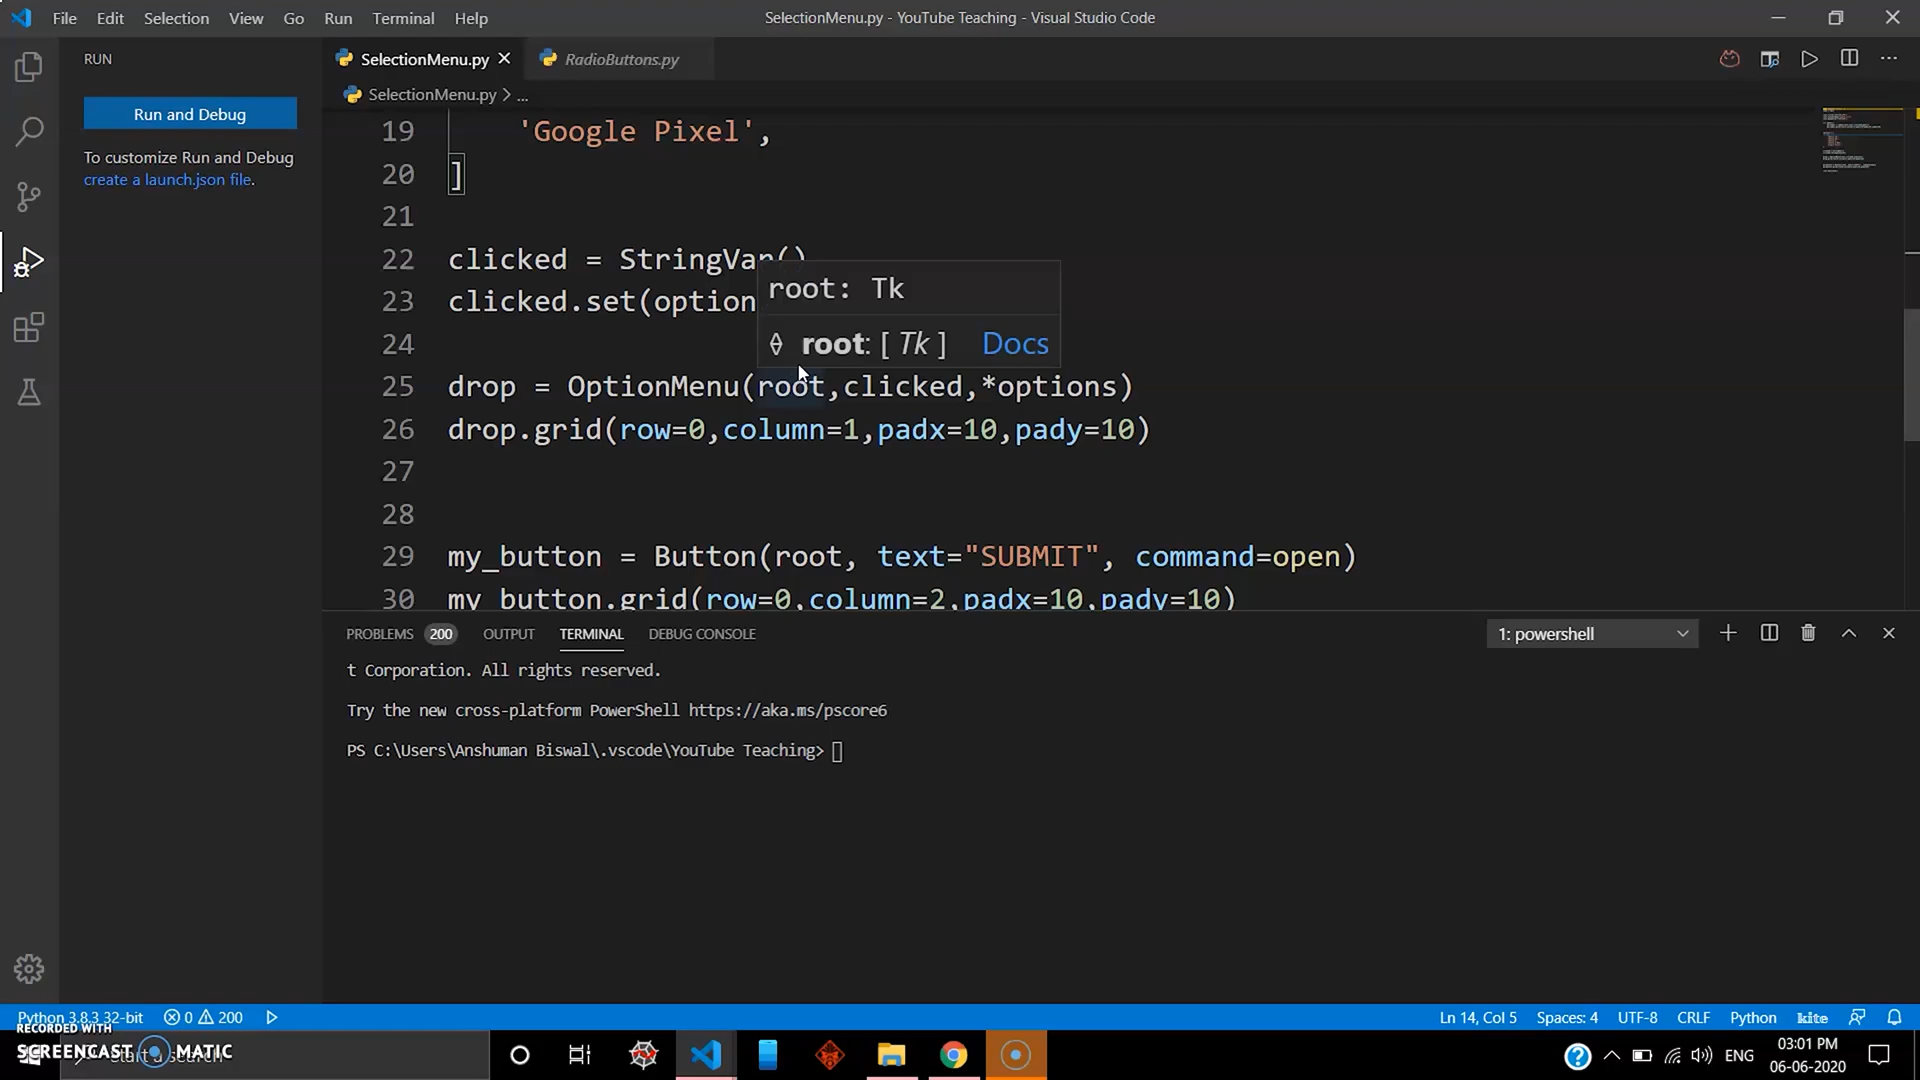 File Edit Selection View Go Run Terminal Help
SelectionMenu.py - YouTube Teaching - Visual Studio Code
RUN
SelectionMenu.py
RadioButtons.py
SelectionMenu.py > ...
Run and Debug
To customize Run and Debug
create a launch.json file.
19 'Google Pixel',
20 ]
21
22 clicked = StringVar()
23 clicked.set(option
root: Tk
root: [ Tk ] Docs
24
25 drop = OptionMenu(root,clicked,*options)
26 drop.grid(row=0,column=1,padx=10,pady=10)
27
28
29 my_button = Button(root, text="SUBMIT", command=open)
30 my_button.grid(row=0,column=2,padx=10,pady=10)
PROBLEMS 200 OUTPUT TERMINAL DEBUG CONSOLE
1: powershell
t Corporation. All rights reserved.
Try the new cross-platform PowerShell https://aka.ms/pscore6
PS C:\Users\Anshuman Biswal\.vscode\YouTube Teaching>
Python 3.8.3 32-bit 0 200
Ln 14, Col 5 Spaces: 4 UTF-8 CRLF Python kite
RECORDED WITH
SCREENCAST MATIC
Start a search
ENG
03:01 PM
06-06-2020